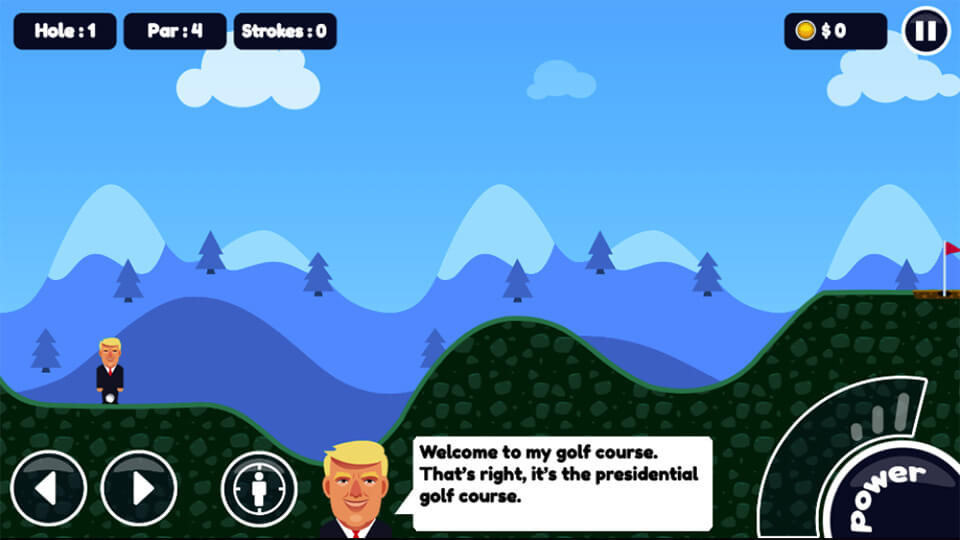 Hole : 1
Par : 4
Strokes : 0
$ 0
Welcome to my golf course.
That's right, it's the presidential
golf course.
power